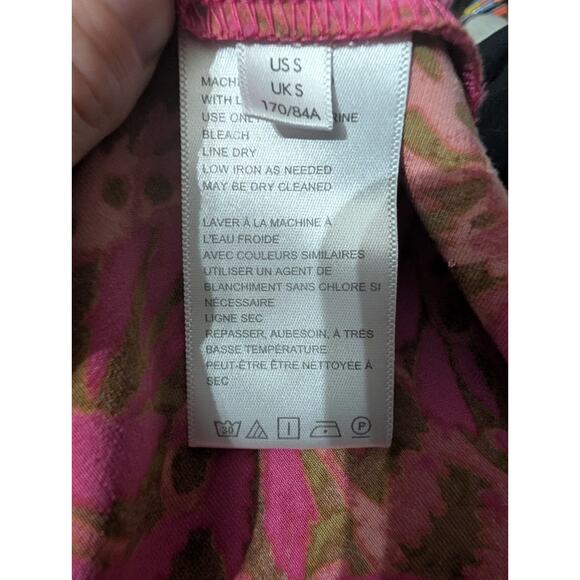 US S
UK S
170/84A
MACHI
WITH L
USE ONL RINE
BLEACH
LINE DRY
LOW IRON AS NEEDED
MAY BE DRY CLEANED
LAVER À LA MACHINE À
L'EAU FROIDE
AVEC COULEURS SIMILAIRES
UTILISER UN AGENT DE
BLANCHIMENT SANS CHLORE SI
NÉCESSAIRE
LIGNE SEC
REPASSER, AUBESOIN, À TRÈS
BASSE TEMPÉRATURE
PEUT-ÊTRE ÊTRE NETTOYÉE À
SEC
30
P